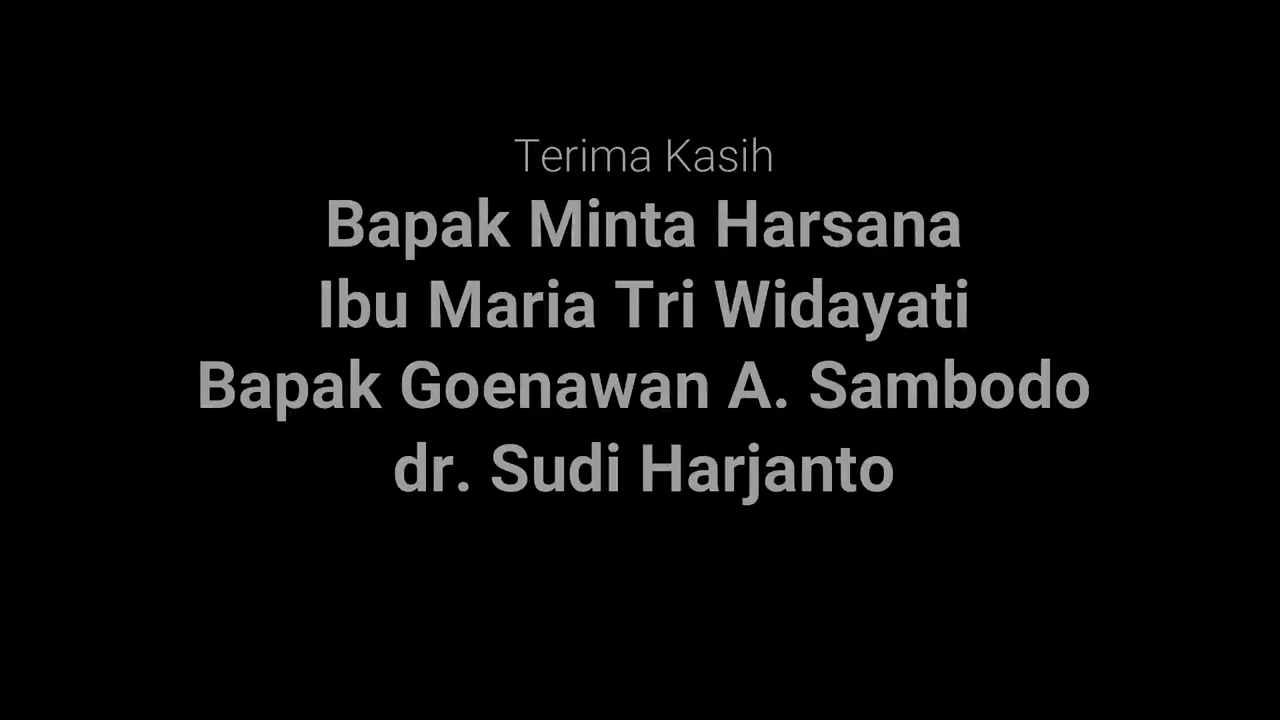 Terima Kasih
Bapak Minta Harsana
Ibu Maria Tri Widayati
Bapak Goenawan A. Sambodo
dr. Sudi Harjanto